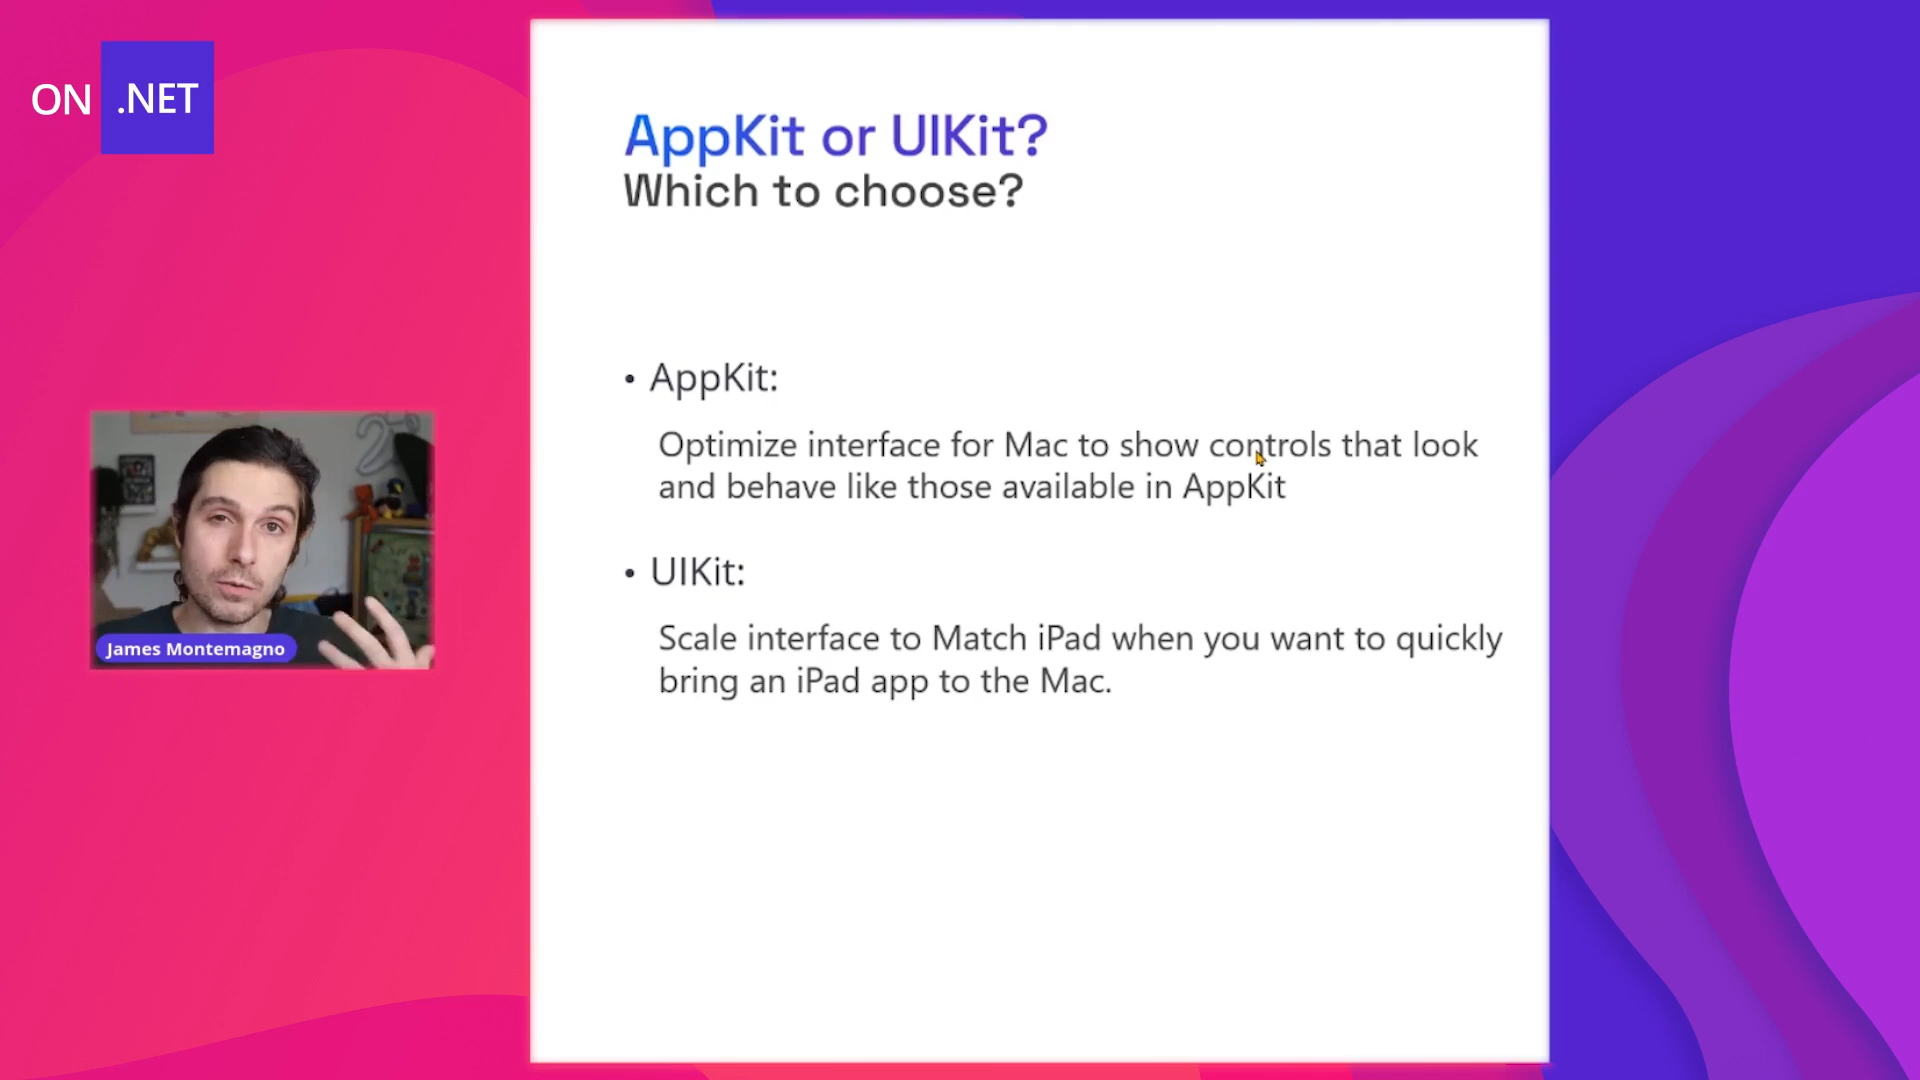 ON .NET
AppKit or UIKit?
Which to choose?
• AppKit:
Optimize interface for Mac to show controls that look
and behave like those available in AppKit
• UIKit:
Scale interface to Match iPad when you want to quickly
bring an iPad app to the Mac.
James Montemagno